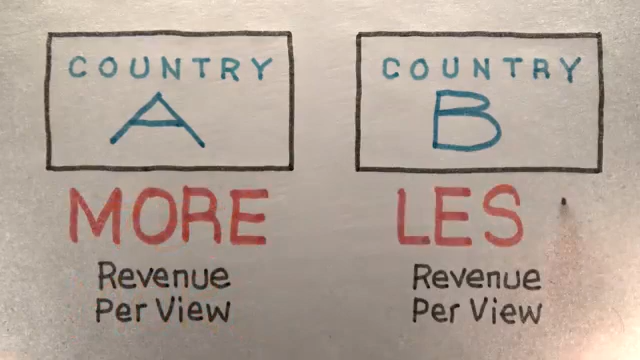 COUNTRY
A
MORE
Revenue
Per View
COUNTRY
B
LES
Revenue
Per View